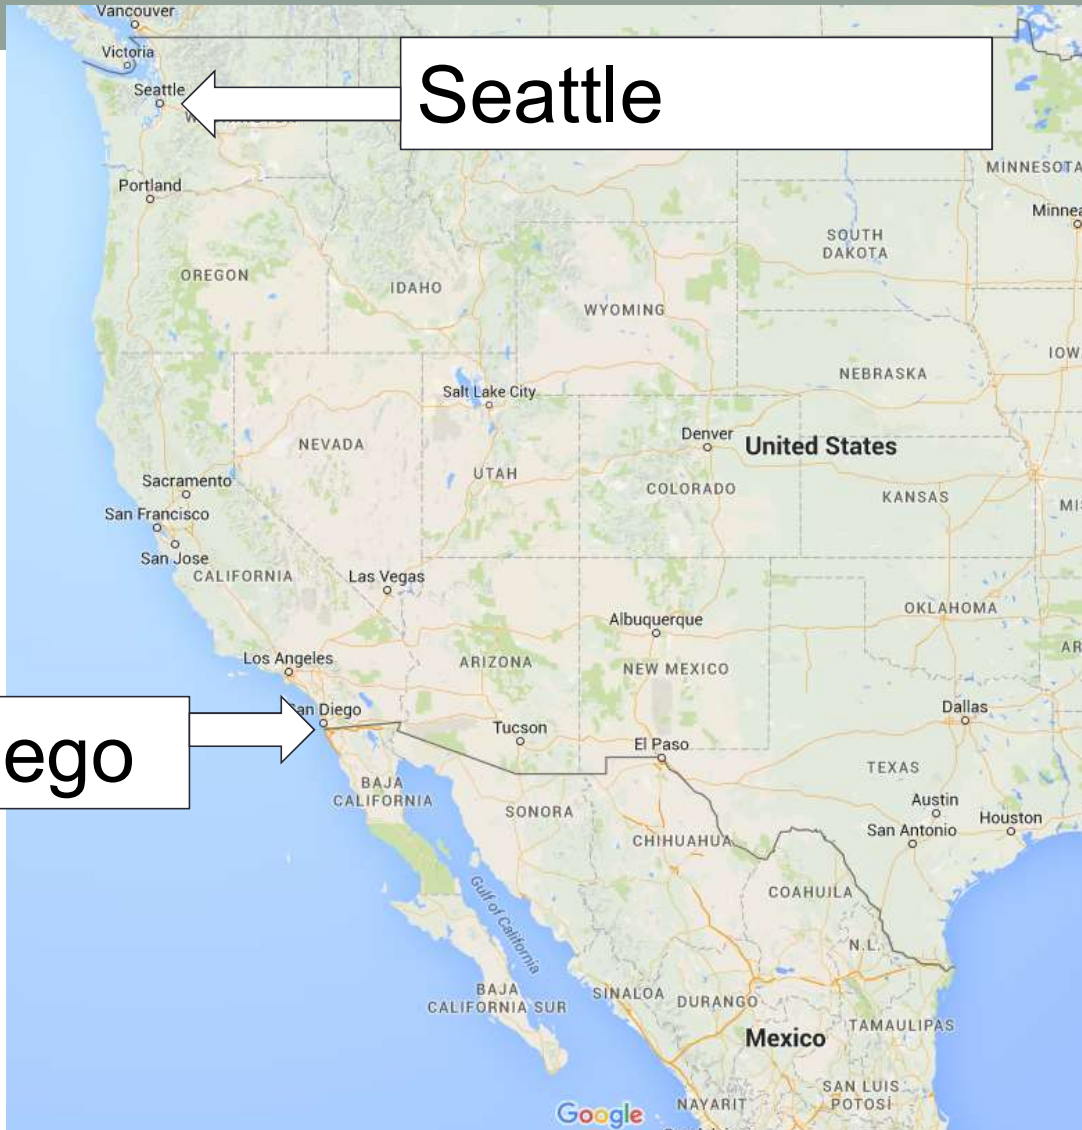 Vancouver
Victoria
Seattle
Seattle
Portland
MINNESOTA
Minnea
SOUTH
DAKOTA
OREGON
IDAHO
WYOMING
IOW
NEBRASKA
Salt Lake City
Denver
United States
NEVADA
UTAH
COLORADO
KANSAS
Sacramento
San Francisco
San Jose
MIS
CALIFORNIA
Las Vegas
Albuquerque
OKLAHOMA
AR
Los Angeles
ARIZONA
NEW MEXICO
San Diego
ego
Tucson
El Paso
Dallas
TEXAS
BAJA
CALIFORNIA
SONORA
Austin
Houston
San Antonio
CHIHUAHUA
COAHUILA
Gulf of California
N.L.
BAJA
CALIFORNIA SUR
SINALOA
DURANGO
TAMAULIPAS
Mexico
SAN LUIS
POTOSÍ
NAYARIT
Google